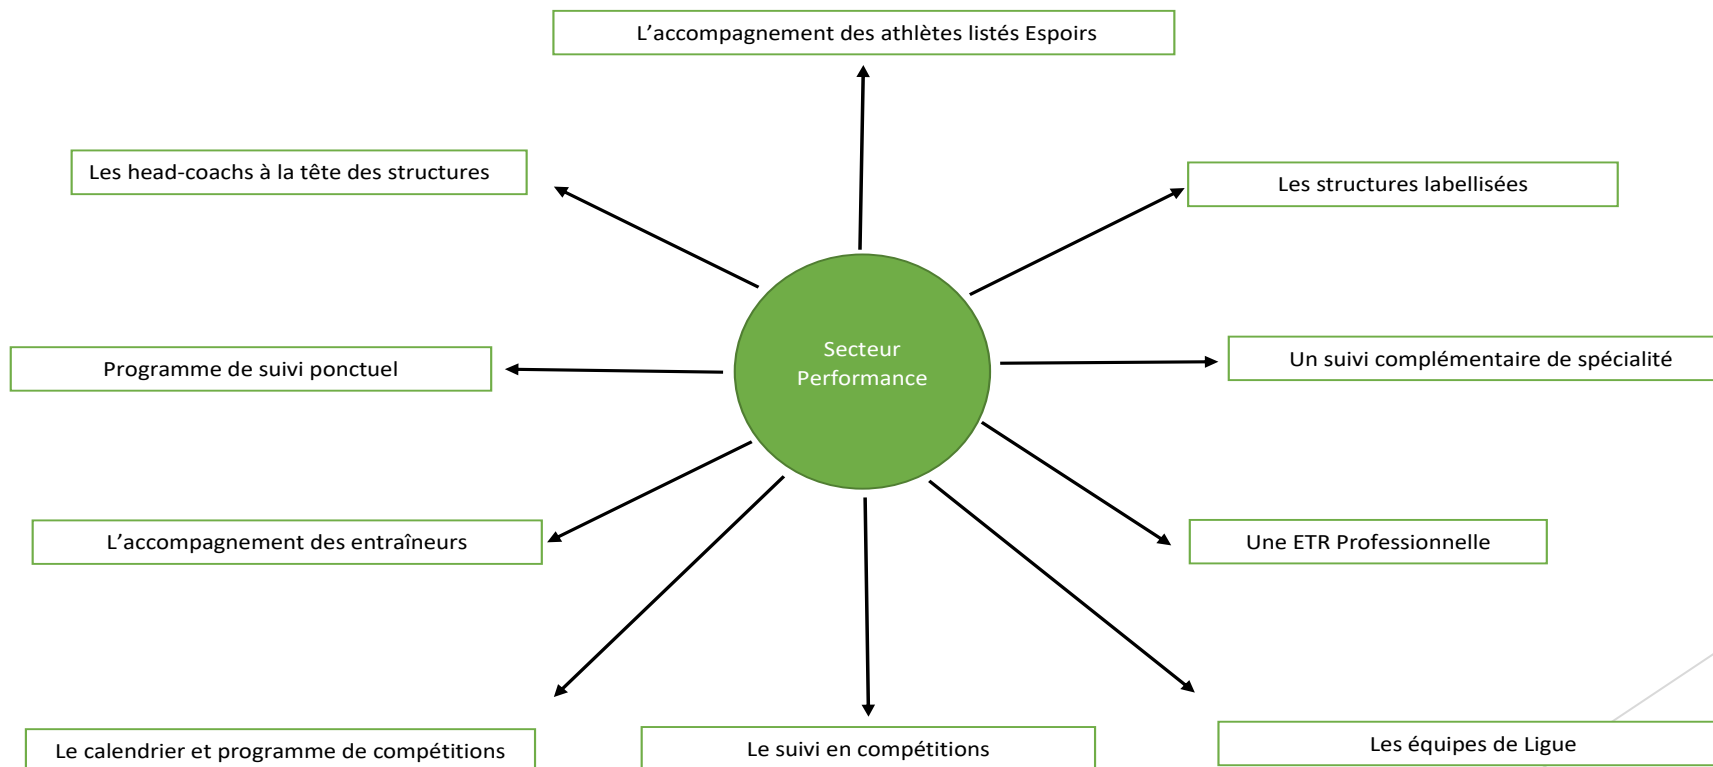 L’accompagnement des athlètes listés Espoirs
Les head-coachs à la tête des structures
Les structures labellisées
Secteur
Performance
Programme de suivi ponctuel
Un suivi complémentaire de spécialité
L’accompagnement des entraîneurs
Une ETR Professionnelle
Le calendrier et programme de compétitions
Le suivi en compétitions
Les équipes de Ligue